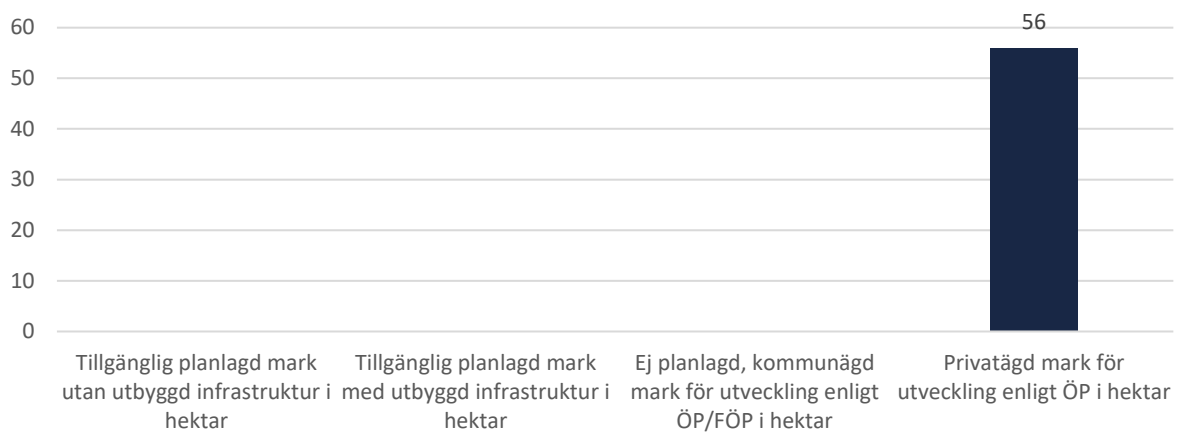 60
56
50
40
30
20
10
0
Tillgänglig planlagd mark
utan utbyggd infrastruktur i
hektar
Tillgänglig planlagd mark
med utbyggd infrastruktur i
hektar
Ej planlagd, kommunägd
mark för utveckling enligt
ÖP/FÖP i hektar
Privatägd mark för
utveckling enligt ÖP i hektar